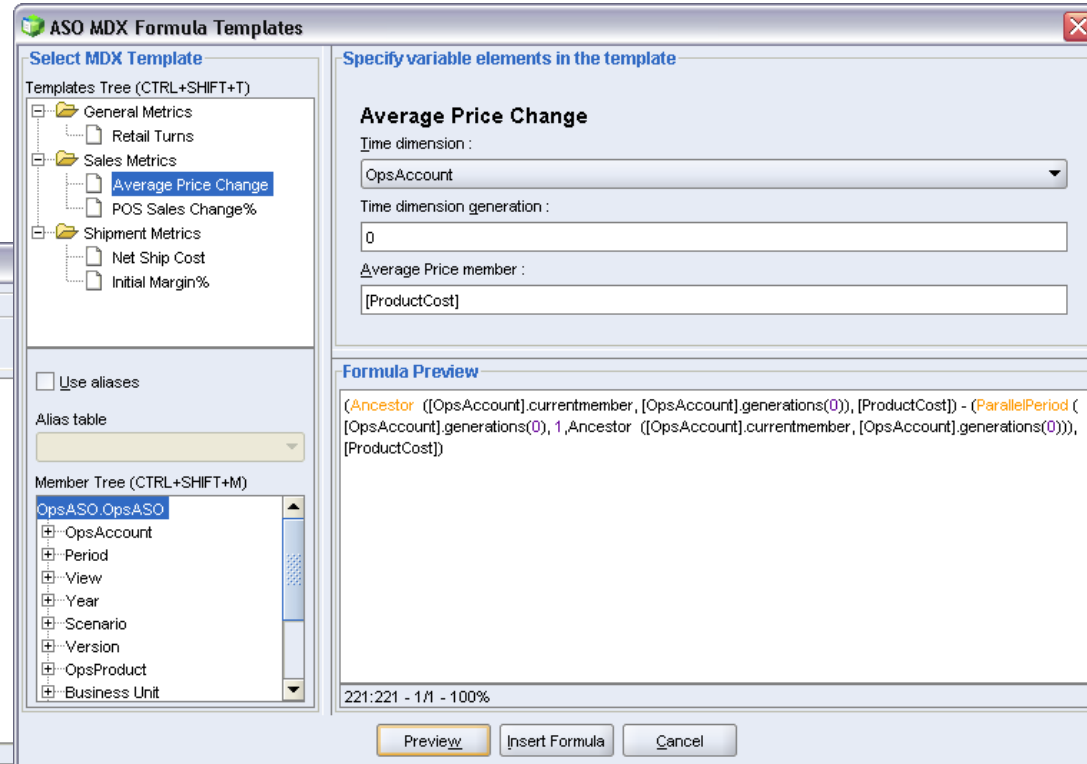 ASO MDX Formula Templates
Select MDX Template
Templates Tree (CTRL+SHIFT+T)
General Metrics
Retail Turns
Sales Metrics
Average Price Change
POS Sales Change%
Shipment Metrics
Net Ship Cost
Initial Margin%
Use aliases
Alias table
Member Tree (CTRL+SHIFT+M)
OpsASO.OpsASO
OpsAccount
Period
View
Year
Scenario
Version
OpsProduct
Business Unit
Specify variable elements in the template
Average Price Change
Time dimension :
OpsAccount
Time dimension generation :
0
Average Price member :
[ProductCost]
Formula Preview
(Ancestor ([OpsAccount].currentmember, [OpsAccount].generations(0)), [ProductCost]) - (ParallelPeriod (
[OpsAccount].generations(0), 1 ,Ancestor ([OpsAccount].currentmember, [OpsAccount].generations(0))),
[ProductCost])
221:221 - 1/1 - 100%
Preview
Insert Formula
Cancel